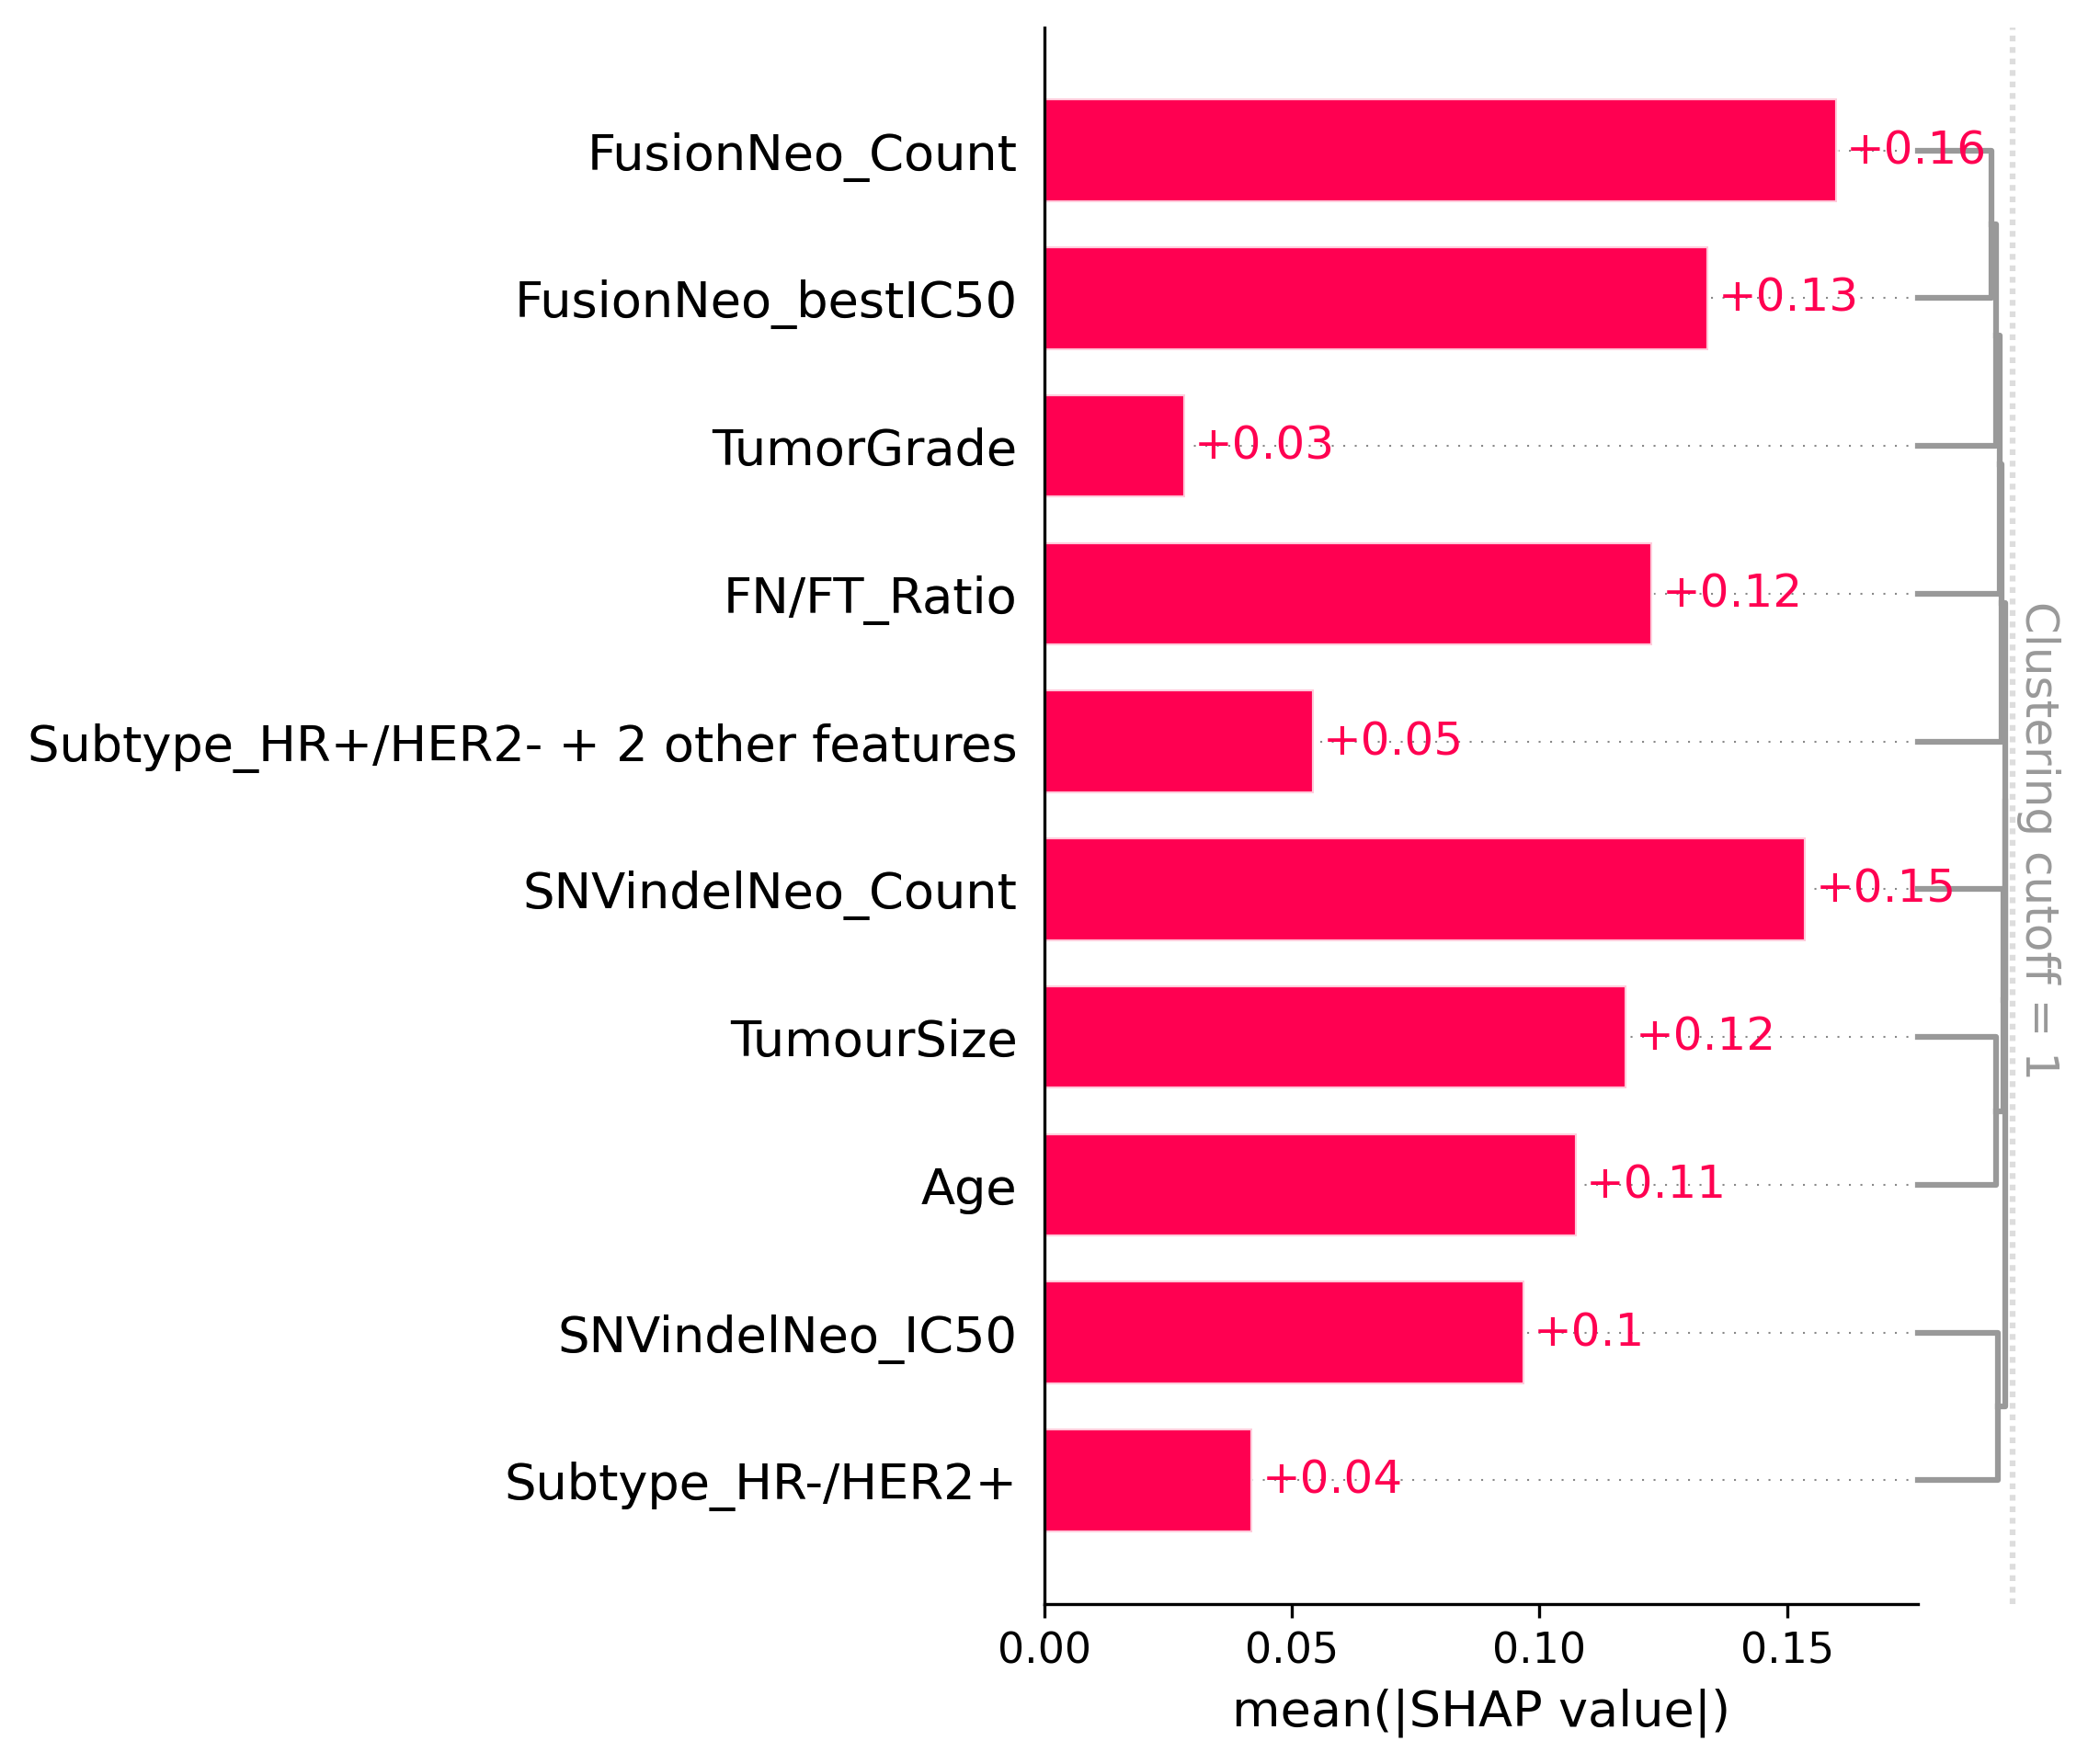 FusionNeo_Count +0.16
FusionNeo_bestIC50 +0.13
TumorGrade +0.03
FN/FT_Ratio +0.12
Subtype_HR+/HER2- + 2 other features +0.05
SNVindelNeo_Count +0.15
TumourSize +0.12
Age +0.11
SNVindelNeo_IC50 +0.1
Subtype_HR-/HER2+ +0.04
Clustering cutoff = 1
0.00 0.05 0.10 0.15
mean(|SHAP value|)